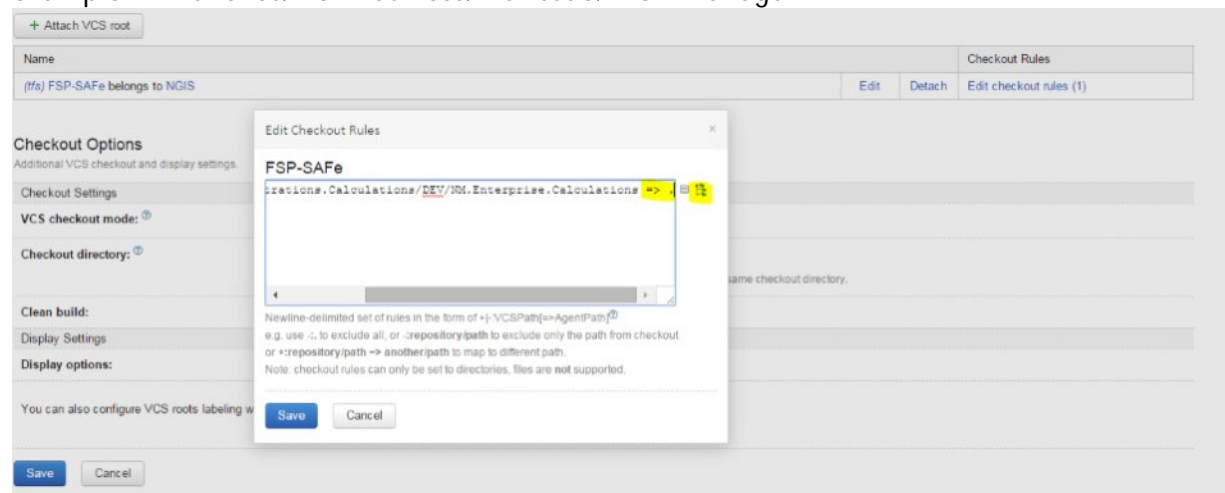 + Attach VCS root
Name Checkout Rules
(tfs) FSP-SAFe belongs to NGIS Edit Detach Edit checkout rules (1)
Edit Checkout Rules ×
Checkout Options
Additional VCS checkout and display settings.
FSP-SAFe
Checkout Settings
rations.Calculations/DEV/NM.Enterprise.Calculations => .
VCS checkout mode:
Checkout directory:
same checkout directory.
Clean build:
Newline-delimited set of rules in the form of +|-:VCSPath[=>AgentPath]
Display Settings
e.g. use -:. to exclude all, or -:repository/path to exclude only the path from checkout
or +:repository/path => another/path to map to different path.
Display options:
Note: checkout rules can only be set to directories, files are not supported.
You can also configure VCS roots labeling w
Save Cancel
Save Cancel